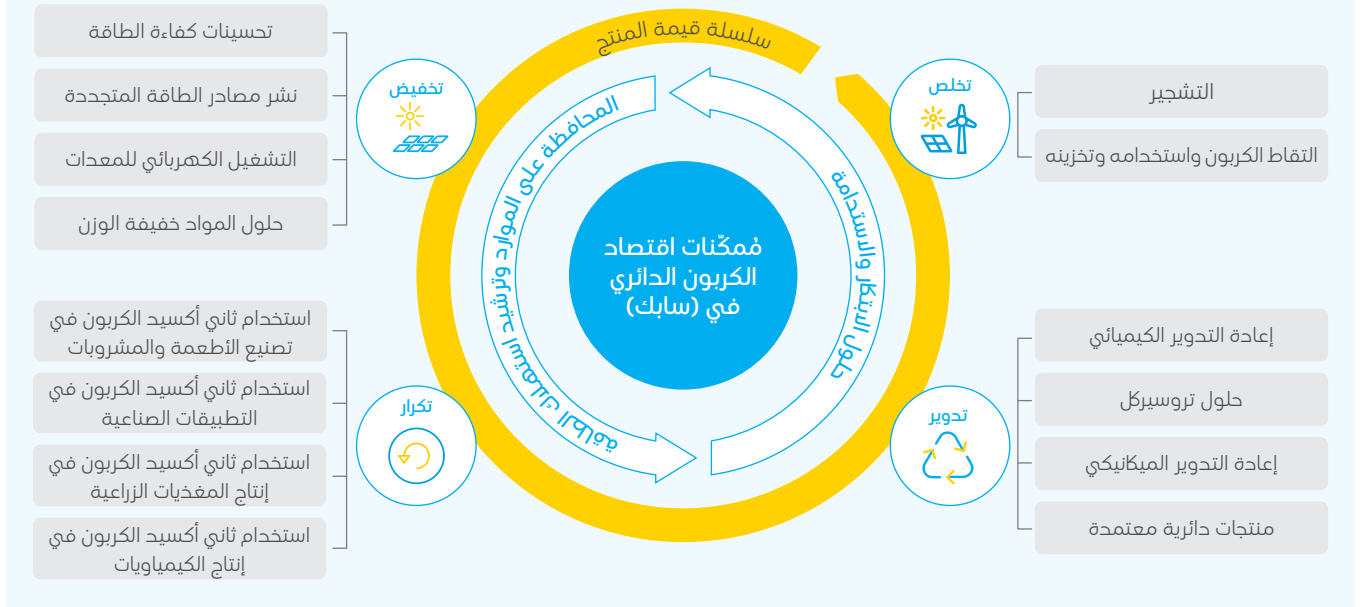 سلسلة قيمة المنتج
المحافظة على الموارد وترشيد استهلاك الطاقة
حلول الابتكار والاستدامة
مُمكّنات اقتصاد
الكربون الدائري
في (سابك)
تخلص
التشجير
التقاط الكربون واستخدامه وتخزينه
تخفيض
تحسينات كفاءة الطاقة
نشر مصادر الطاقة المتجددة
التشغيل الكهربائي للمعدات
حلول المواد خفيفة الوزن
تدوير
إعادة التدوير الكيميائي
حلول تروسيركل
إعادة التدوير الميكانيكي
منتجات دائرية معتمدة
تكرار
استخدام ثاني أكسيد الكربون في
تصنيع الأطعمة والمشروبات
استخدام ثاني أكسيد الكربون في
التطبيقات الصناعية
استخدام ثاني أكسيد الكربون في
إنتاج المغذيات الزراعية
استخدام ثاني أكسيد الكربون في
إنتاج الكيمياويات